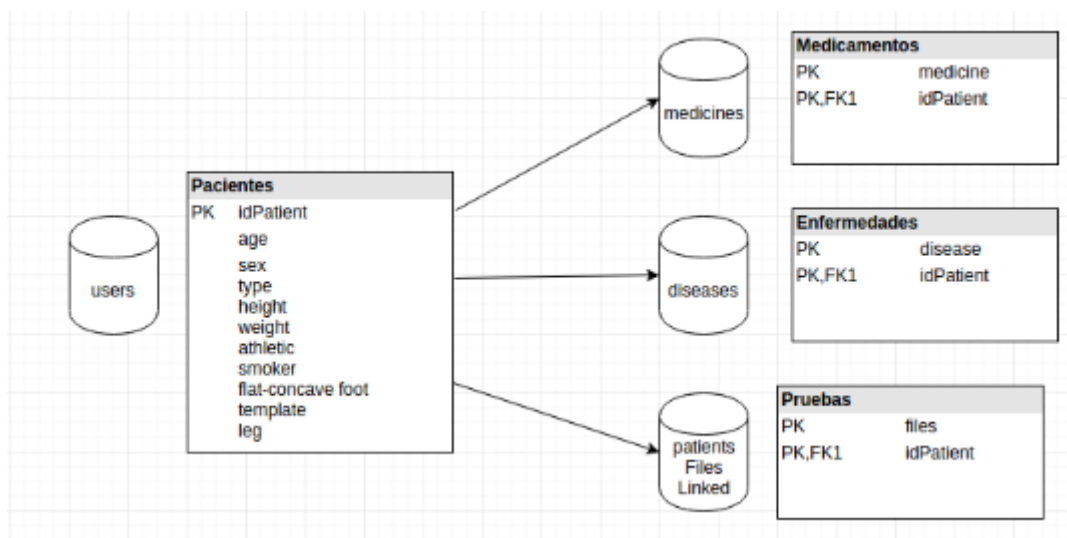 users
Pacientes
PK idPatient
age
sex
type
height
weight
athletic
smoker
flat-concave foot
template
leg
medicines
Medicamentos
PK medicine
PK,FK1 idPatient
diseases
Enfermedades
PK disease
PK,FK1 idPatient
patients
Files
Linked
Pruebas
PK files
PK,FK1 idPatient